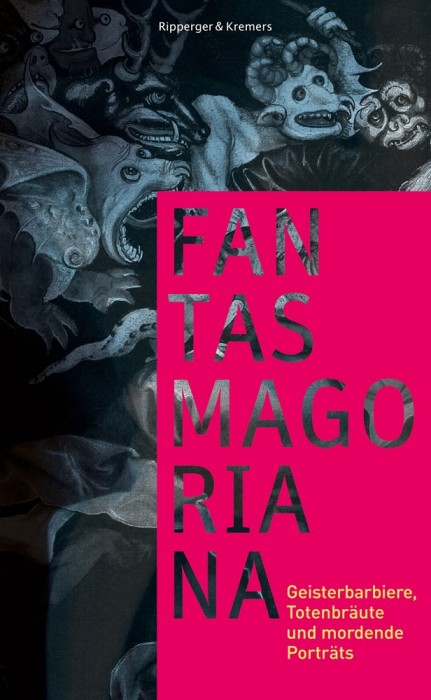 Ripperger & Kremers
FAN
TAS
MAGO
RIA
NA
Geisterbarbiere,
Totenbräute
und mordende
Porträts